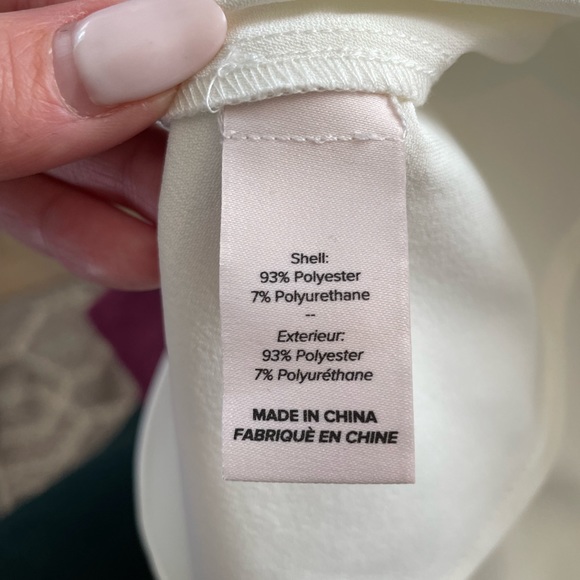 Shell:
93% Polyester
7% Polyurethane
--
Exterieur:
93% Polyester
7% Polyuréthane
MADE IN CHINA
FABRIQUÈ EN CHINE